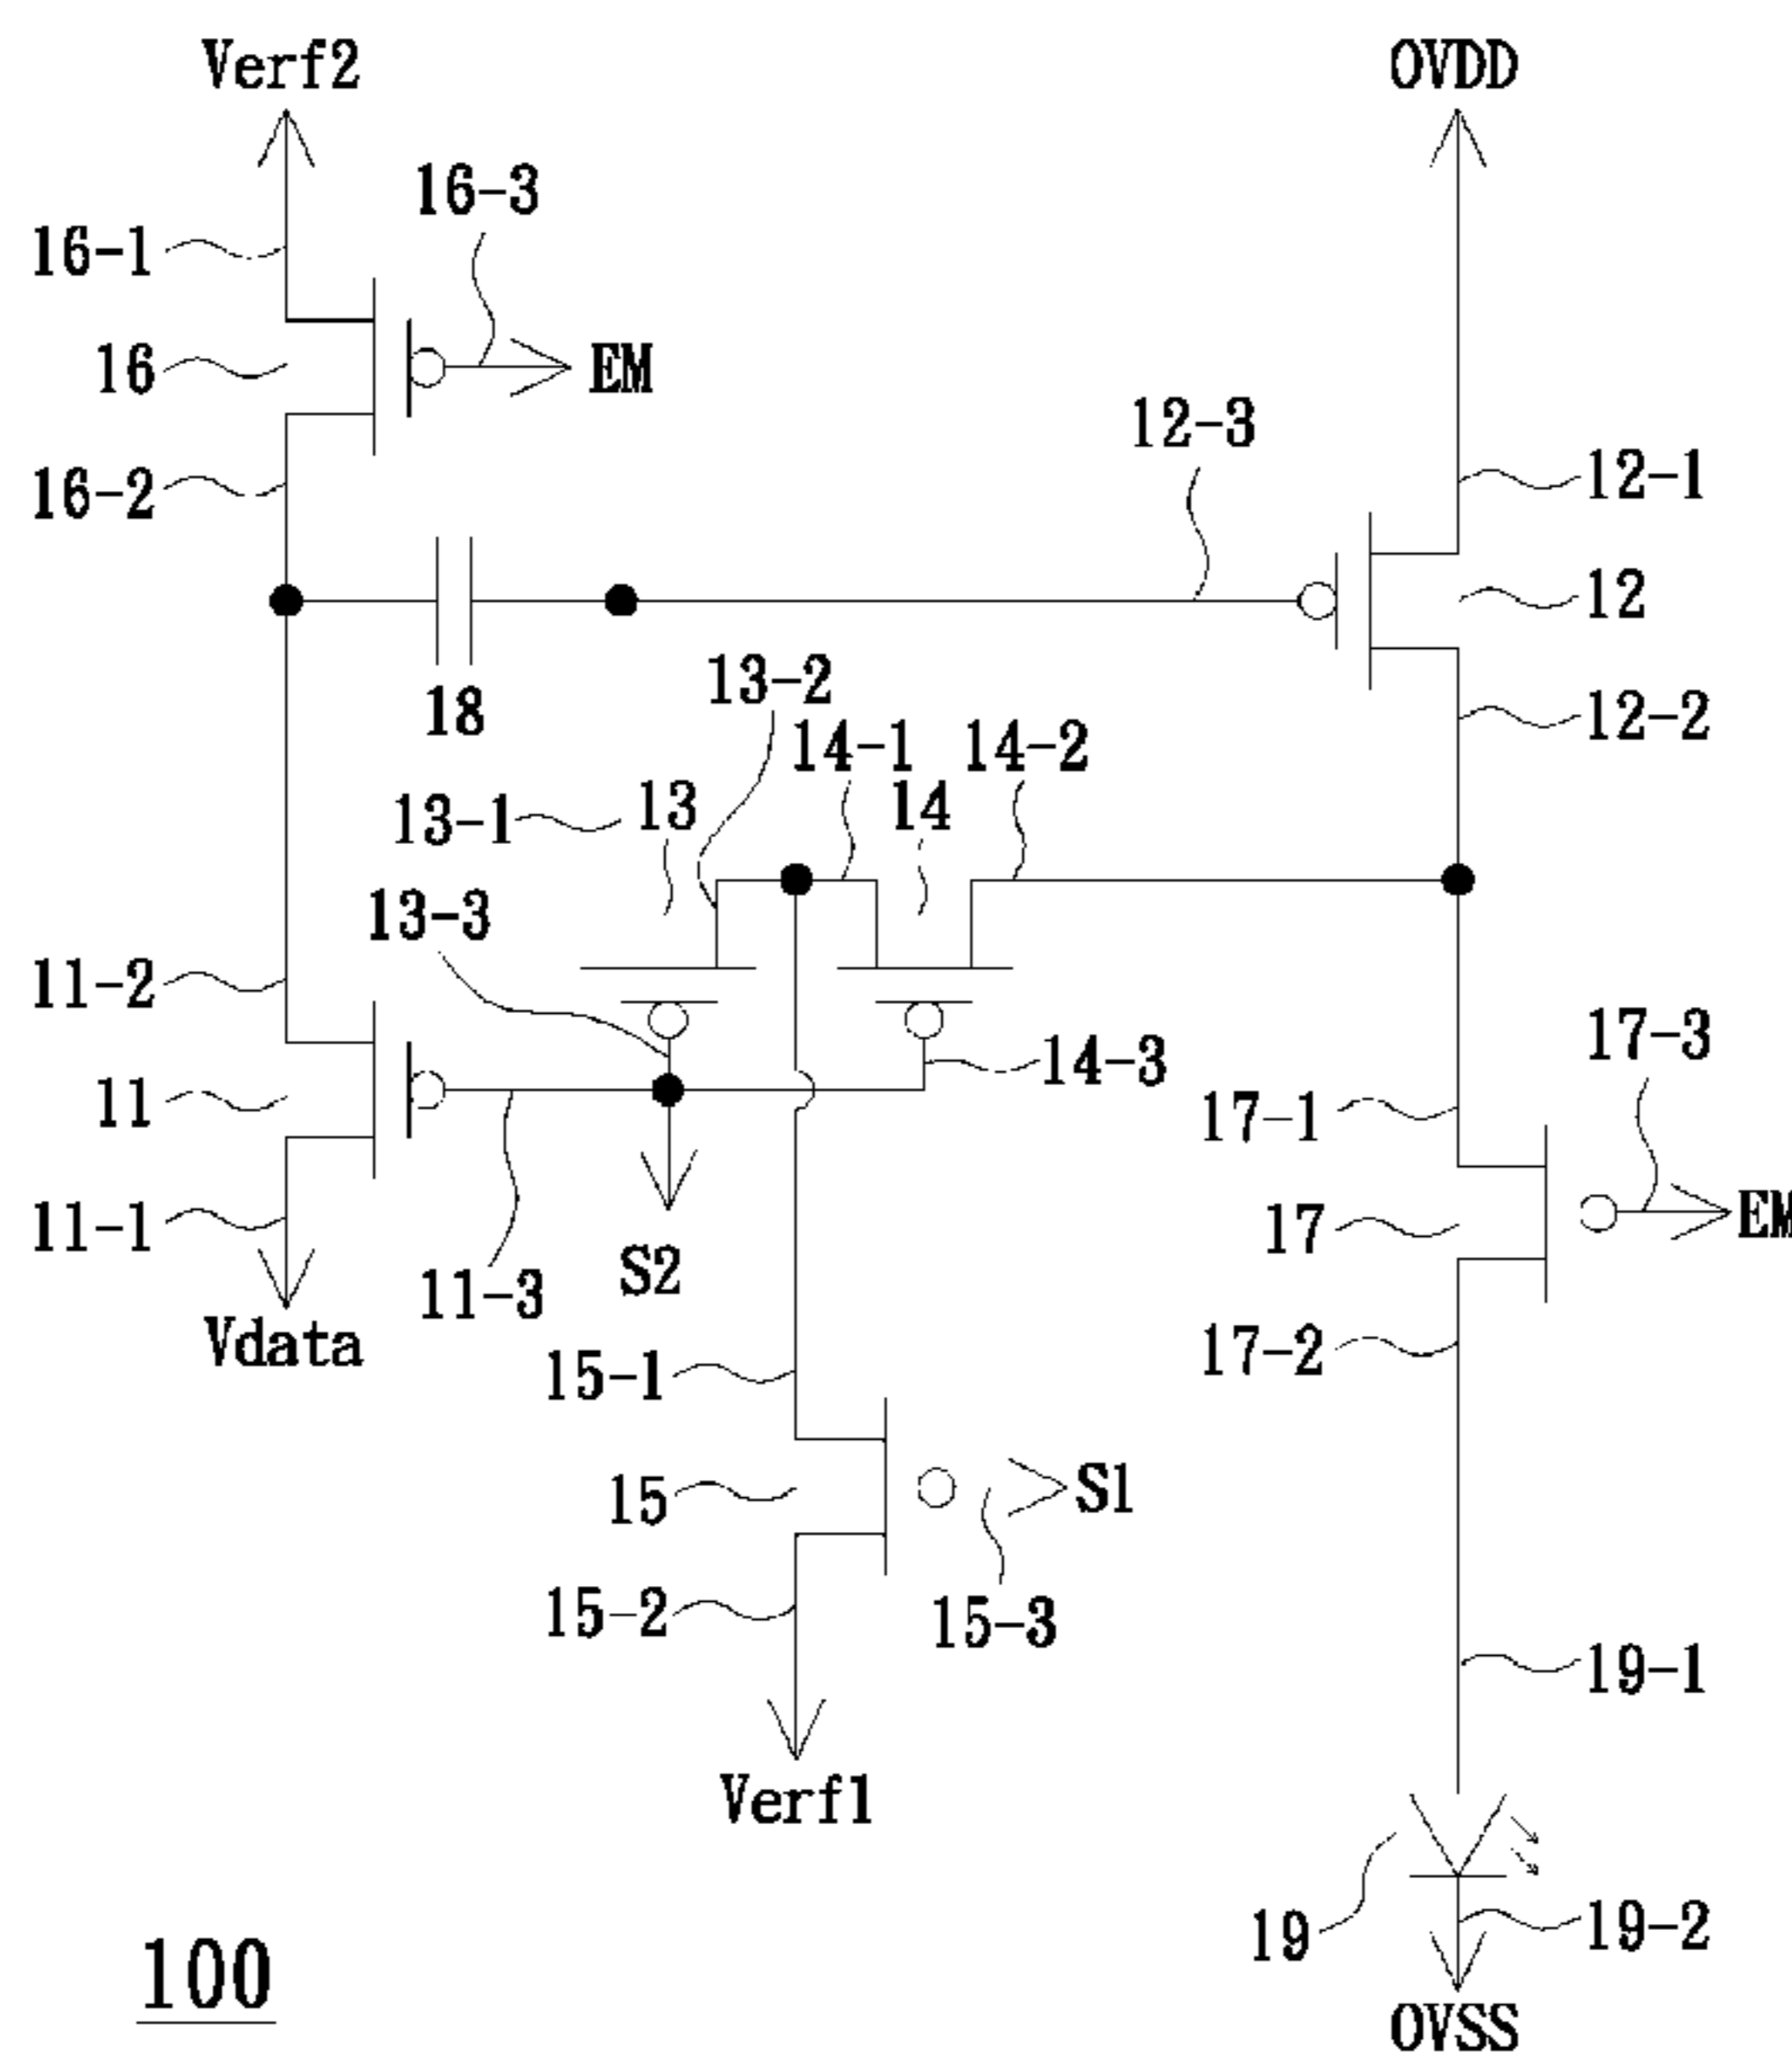 Verf2 OVDD
16-3
16-1
16 EM
12-3
16-2 12-1
12
13-2
18 12-2
14-1 14-2
13-1 13 14
13-3
11-2
17-3
14-3
11 17-1
11-1 17 EM
S2
11-3
Vdata 17-2
15-1
15 S1
15-2 15-3
19-1
Verf1
19 19-2
100
OVSS